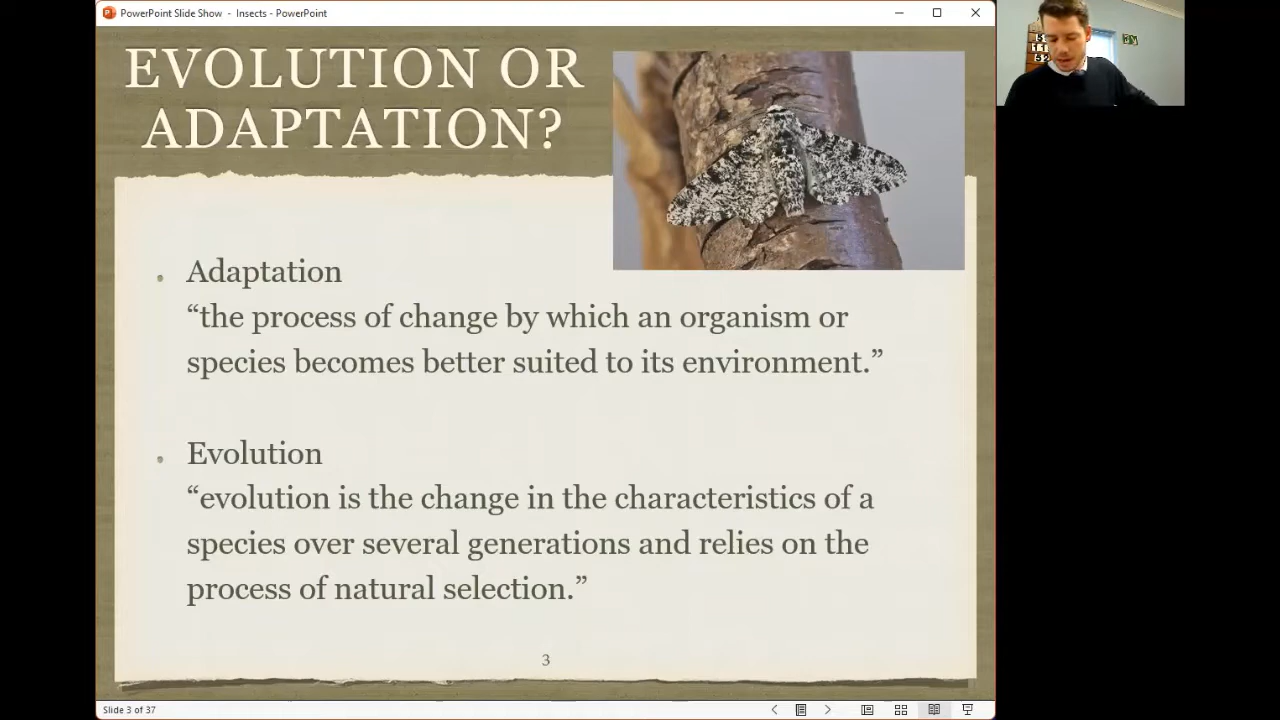 PowerPoint Slide Show - Insects - PowerPoint
EVOLUTION OR
ADAPTATION?
Adaptation
“the process of change by which an organism or
species becomes better suited to its environment.”
Evolution
“evolution is the change in the characteristics of a
species over several generations and relies on the
process of natural selection.”
3
Slide 3 of 37